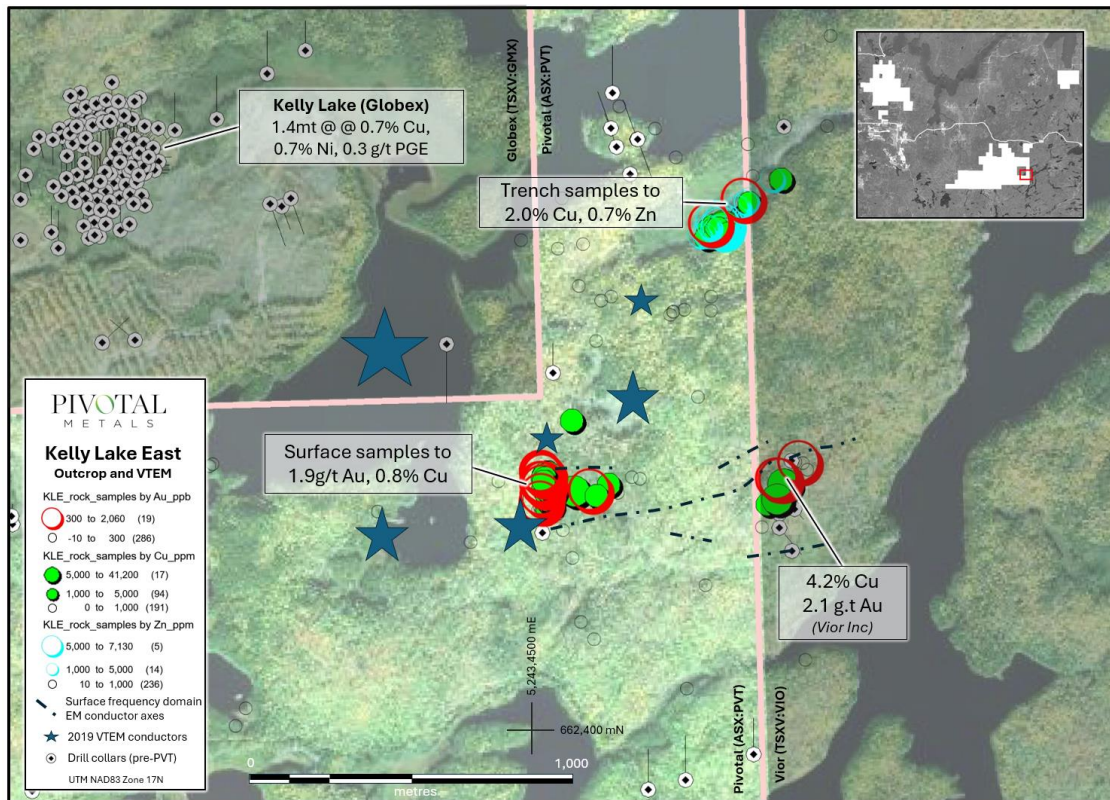 Kelly Lake (Globex)
1.4mt @ @ 0.7% Cu,
0.7% Ni, 0.3 g/t PGE
Globex (TSXV:GMX)
Pivotal (ASX:PVT)
Trench samples to
2.0% Cu, 0.7% Zn
Surface samples to
1.9g/t Au, 0.8% Cu
4.2% Cu
2.1 g.t Au
(Vior Inc)
PIVOTAL
METALS
Kelly Lake East
Outcrop and VTEM
KLE_rock_samples by Au_ppb
300 to 2,060 (19)
-10 to 300 (286)
KLE_rock_samples by Cu_ppm
5,000 to 41,200 (17)
1,000 to 5,000 (94)
0 to 1,000 (191)
KLE_rock_samples by Zn_ppm
5,000 to 7,130 (5)
1,000 to 5,000 (14)
10 to 1,000 (236)
Surface frequency domain
EM conductor axes
2019 VTEM conductors
Drill collars (pre-PVT)
UTM NAD83 Zone 17N
0 1,000
metres
5,243,4500 mE
662,400 mN
Pivotal (ASX:PVT)
Vior (TSXV:VIO)